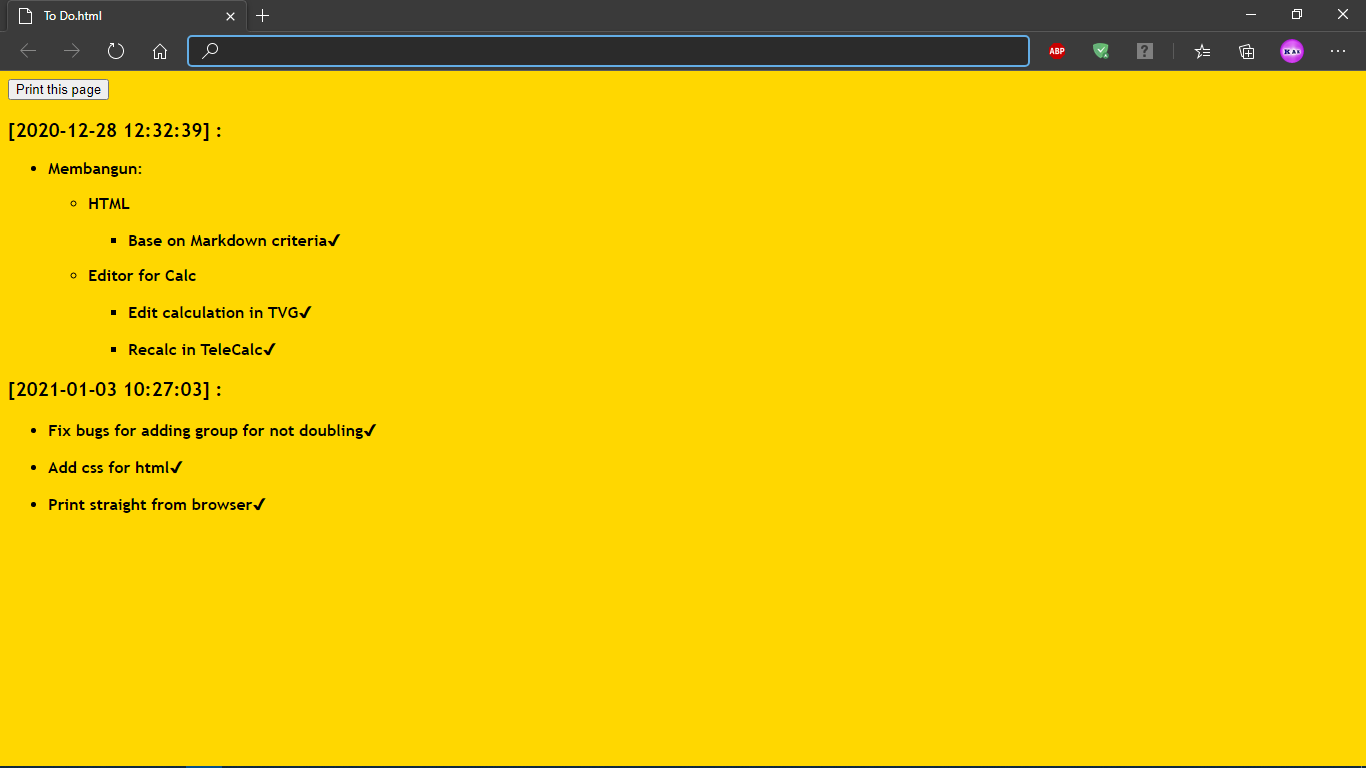 To Do.html
ABP
KAS
Print this page
[2020-12-28 12:32:39] :
Membangun:
HTML
Base on Markdown criteria✔
Editor for Calc
Edit calculation in TVG✔
Recalc in TeleCalc✔
[2021-01-03 10:27:03] :
Fix bugs for adding group for not doubling✔
Add css for html✔
Print straight from browser✔